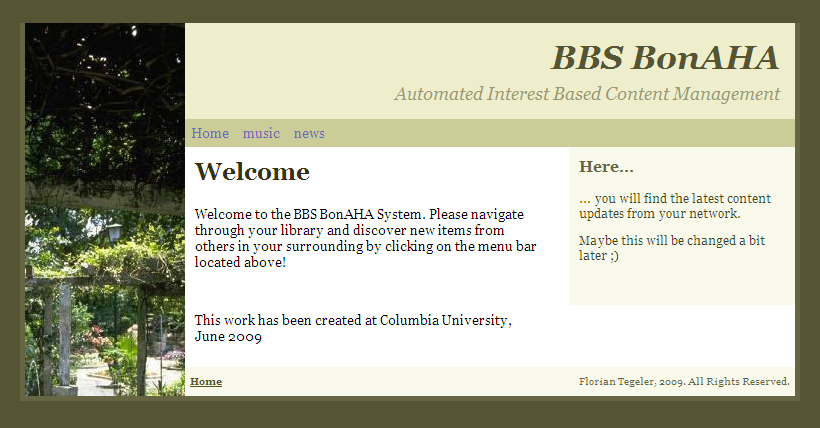 BBS BonAHA
Automated Interest Based Content Management
Home music news
Welcome
Welcome to the BBS BonAHA System. Please navigate
through your library and discover new items from
others in your surrounding by clicking on the menu bar
located above!
This work has been created at Columbia University,
June 2009
Here...
... you will find the latest content
updates from your network.
Maybe this will be changed a bit
later ;)
Home
Florian Tegeler, 2009. All Rights Reserved.